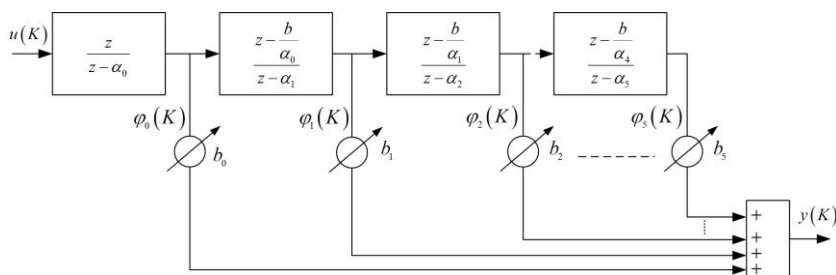 u(K)
z / (z − α₀)
(z − b/α₀) / (z − α₁)
(z − b/α₁) / (z − α₂)
(z − b/α₄) / (z − α₅)
φ₀(K)
φ₁(K)
φ₂(K)
φ₅(K)
b₀
b₁
b₂
b₅
+
+
+
+
y(K)